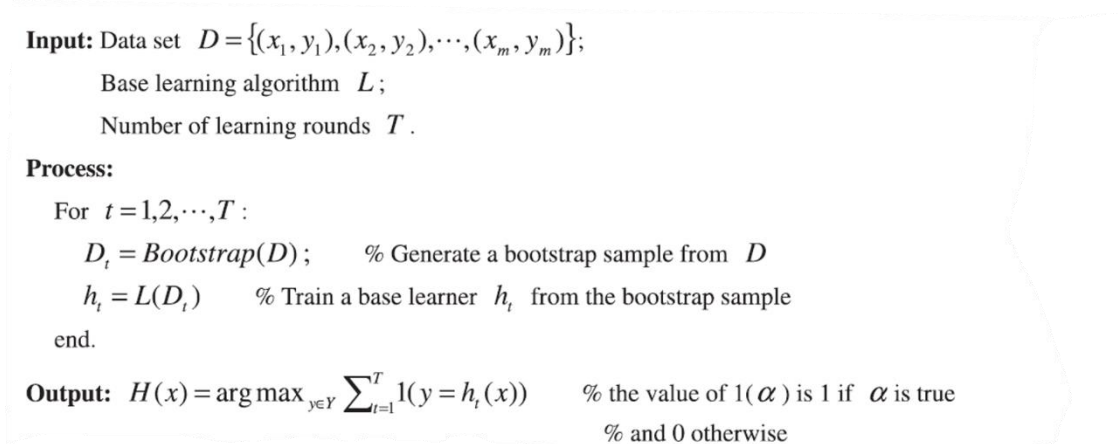 Input: Data set D={(x₁, y₁),(x₂, y₂),⋯,(xₘ, yₘ)};
Base learning algorithm L;
Number of learning rounds T.
Process:
For t=1,2,⋯,T:
Dₜ = Bootstrap(D); % Generate a bootstrap sample from D
hₜ = L(Dₜ) % Train a base learner hₜ from the bootstrap sample
end.
Output: H(x)=arg max_{y∈Y} ∑_{t=1}^{T} 1(y=hₜ(x)) % the value of 1(α) is 1 if α is true
% and 0 otherwise